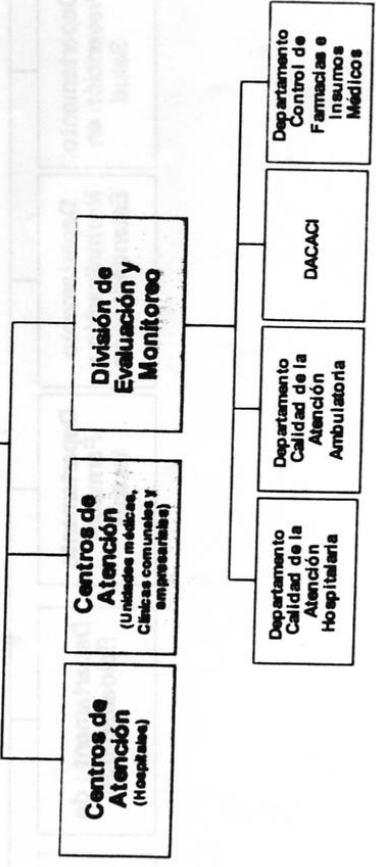 Centros de
Atención
(Hospitales)
Centros de
Atención
(Unidades médicas,
Clínicas comunales y
empresariales)
División de
Evaluación y
Monitoreo
Departamento
Calidad de la
Atención
Hospitalaria
Departamento
Calidad de la
Atención
Ambulatoria
DACACI
Departamento
Control de
Farmacias e
Insumos
Médicos